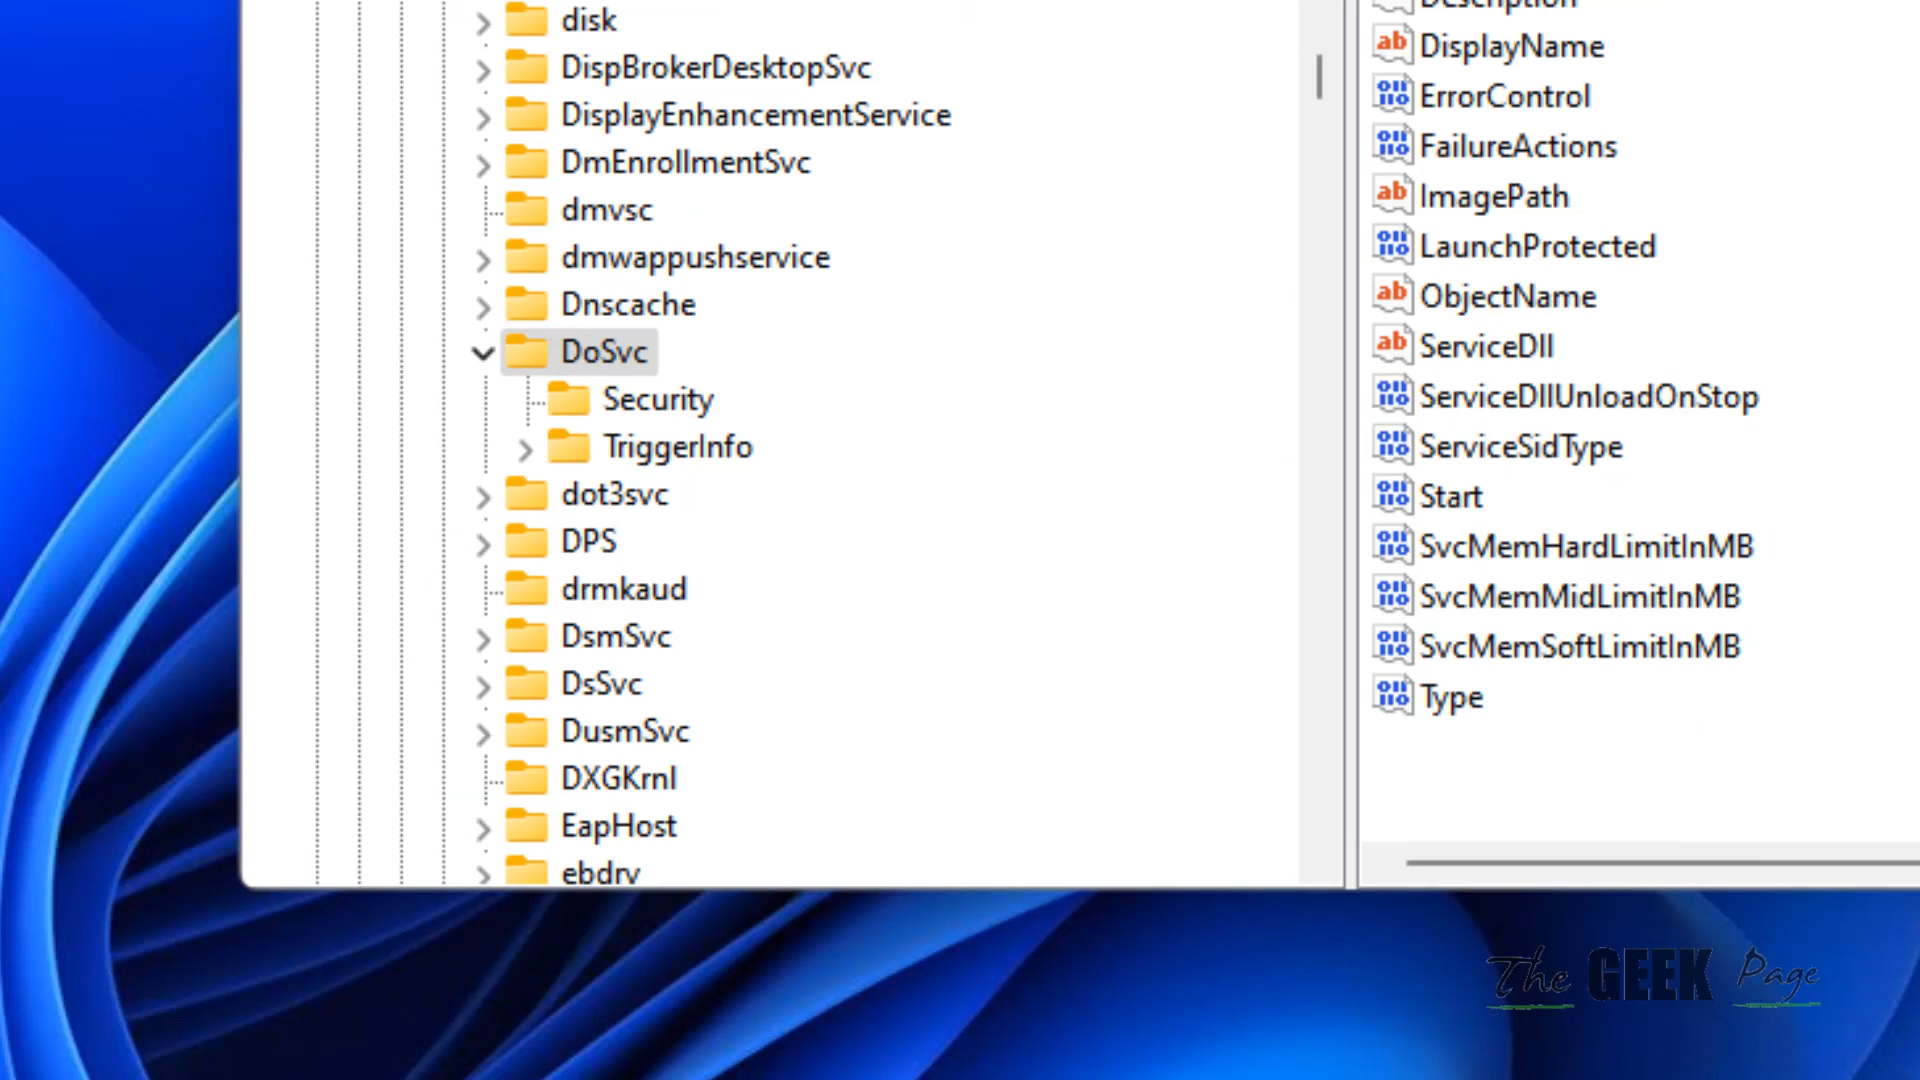 disk
DispBrokerDesktopSvc
DisplayEnhancementService
DmEnrollmentSvc
dmvsc
dmwappushservice
Dnscache
DoSvc
Security
TriggerInfo
dot3svc
DPS
drmkaud
DsmSvc
DsSvc
DusmSvc
DXGKrnl
EapHost
ebdrv
Description
DisplayName
ErrorControl
FailureActions
ImagePath
LaunchProtected
ObjectName
ServiceDll
ServiceDllUnloadOnStop
ServiceSidType
Start
SvcMemHardLimitInMB
SvcMemMidLimitInMB
SvcMemSoftLimitInMB
Type
The GEEK Page